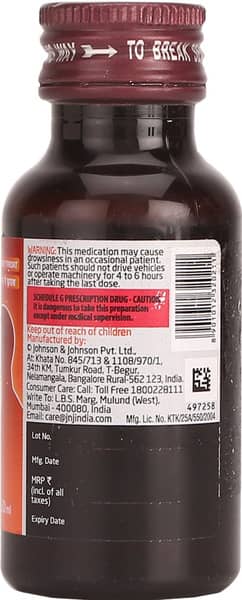 WAY → TO BREAK
WARNING: This medication may cause
drowsiness in an occasional patient.
Such patients should not drive vehicles
or operate machinery for 4 to 6 hours
after taking the last dose.
SCHEDULE G PRESCRIPTION DRUG - CAUTION
It is dangerous to take this preparation
except under medical supervision.
Keep out of reach of children
Manufactured by:
© Johnson & Johnson Pvt. Ltd.,
At: Khata No. 845/713 & 1108/970/1,
34th KM, Tumkur Road, T-Begur,
Nelamangala, Bangalore Rural-562 123, India.
Consumer Care: Call: Toll Free 1800228111
Write To: L.B.S. Marg, Mulund (West),
Mumbai - 400080, India
Email: care@jnjindia.com
497258
Mfg. Lic. No. KTK/25A/550/2004
Lot No.
Mfg. Date
MRP ₹
(incl. of all
taxes)
Expiry Date